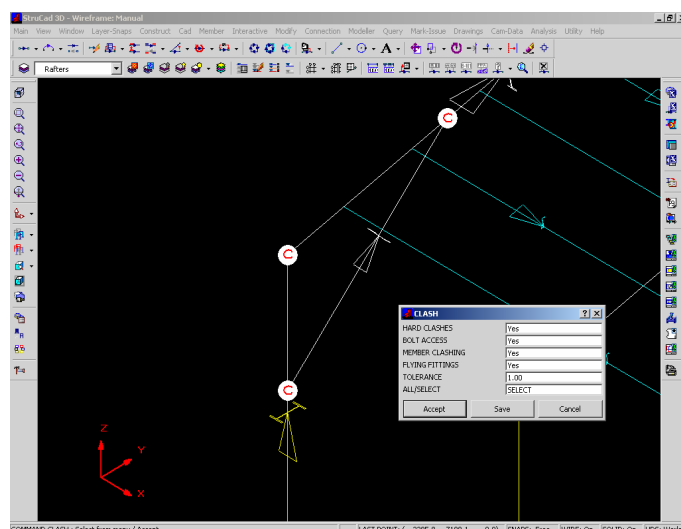 StruCad 3D - Wireframe: Manual
Main View Window Layer-Snaps Construct Cad Member Interactive Modify Connection Modeller Query Mark-Issue Drawings Cam-Data Analysis Utility Help
Rafters
C
C
C
CLASH
HARD CLASHES Yes
BOLT ACCESS Yes
MEMBER CLASHING Yes
FLYING FITTINGS Yes
TOLERANCE 1.00
ALL/SELECT SELECT
Accept Save Cancel
Z
Y
X